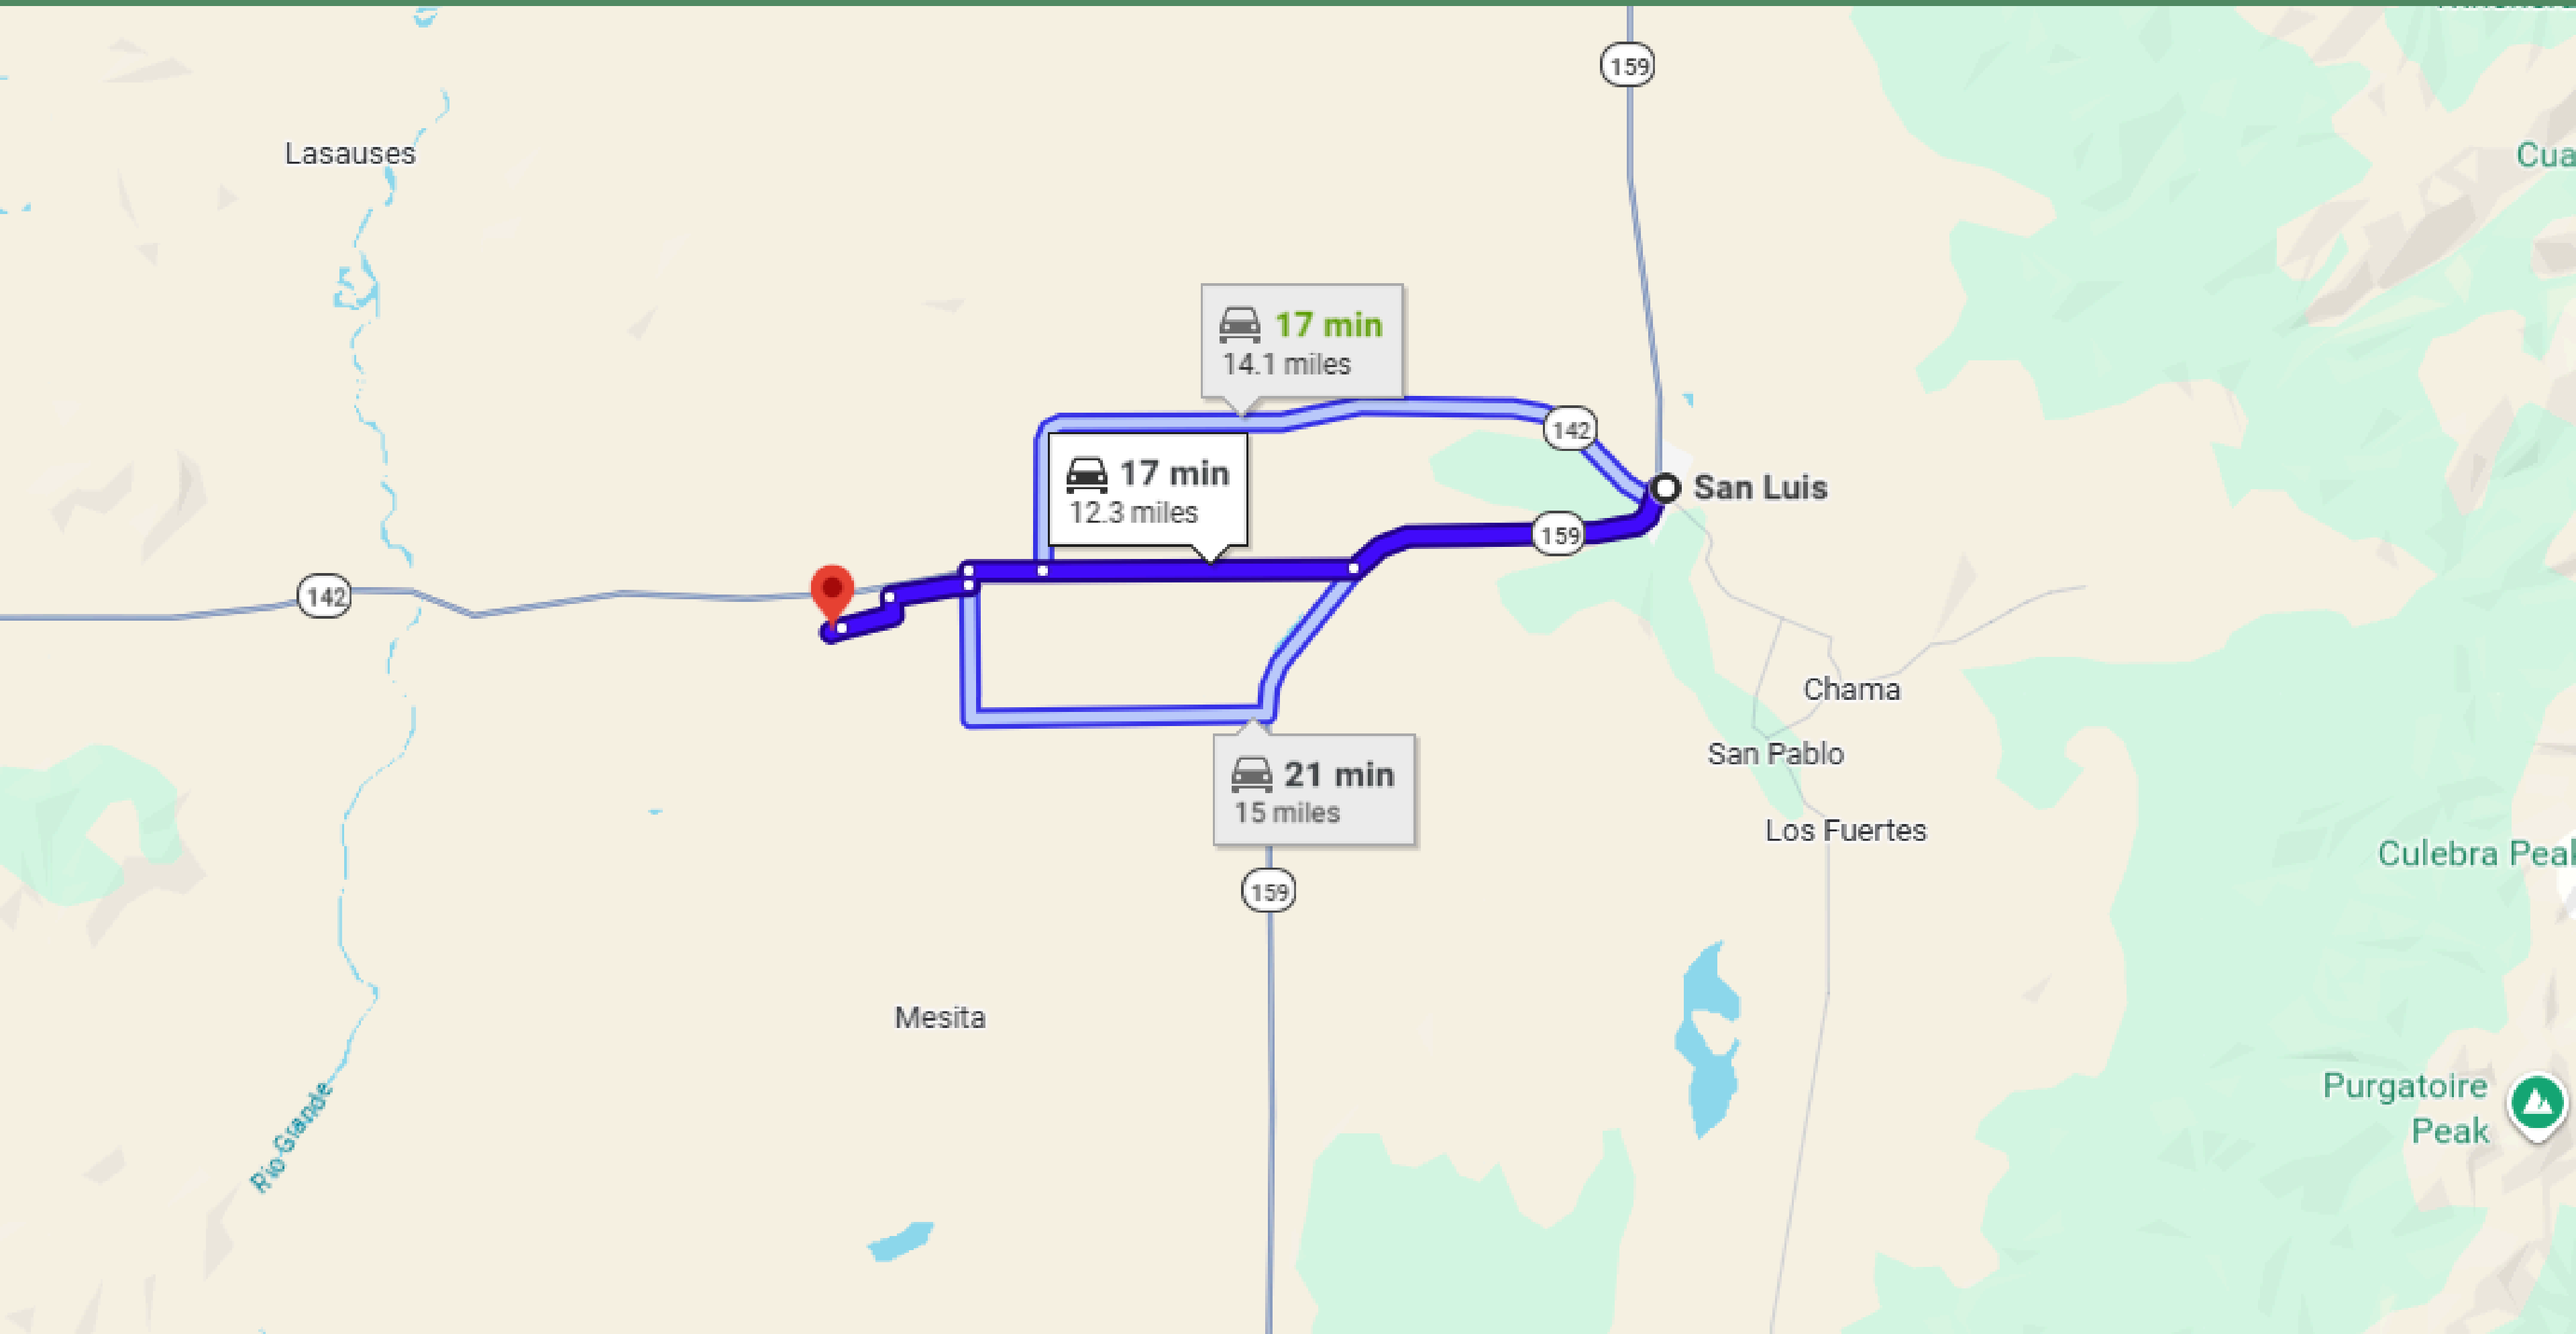 159
Lasauses
Cua
17 min
14.1 miles
142
17 min
12.3 miles
San Luis
159
142
Chama
San Pablo
21 min
15 miles
Los Fuertes
Culebra Peak
159
Mesita
Rio Grande
Purgatoire
Peak